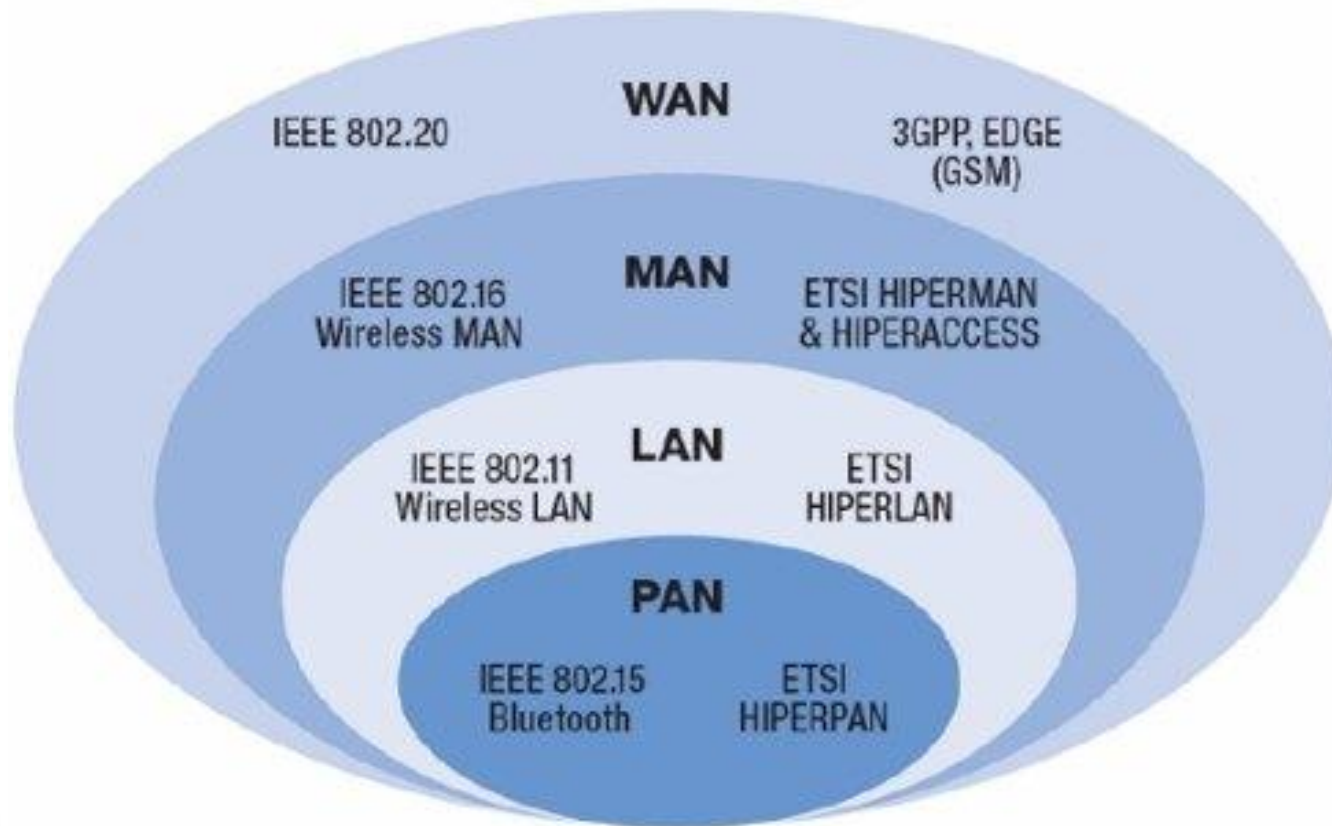 WAN
IEEE 802.20
3GPP, EDGE
(GSM)
MAN
IEEE 802.16
Wireless MAN
ETSI HIPERMAN
& HIPERACCESS
LAN
IEEE 802.11
Wireless LAN
ETSI
HIPERLAN
PAN
IEEE 802.15
Bluetooth
ETSI
HIPERPAN